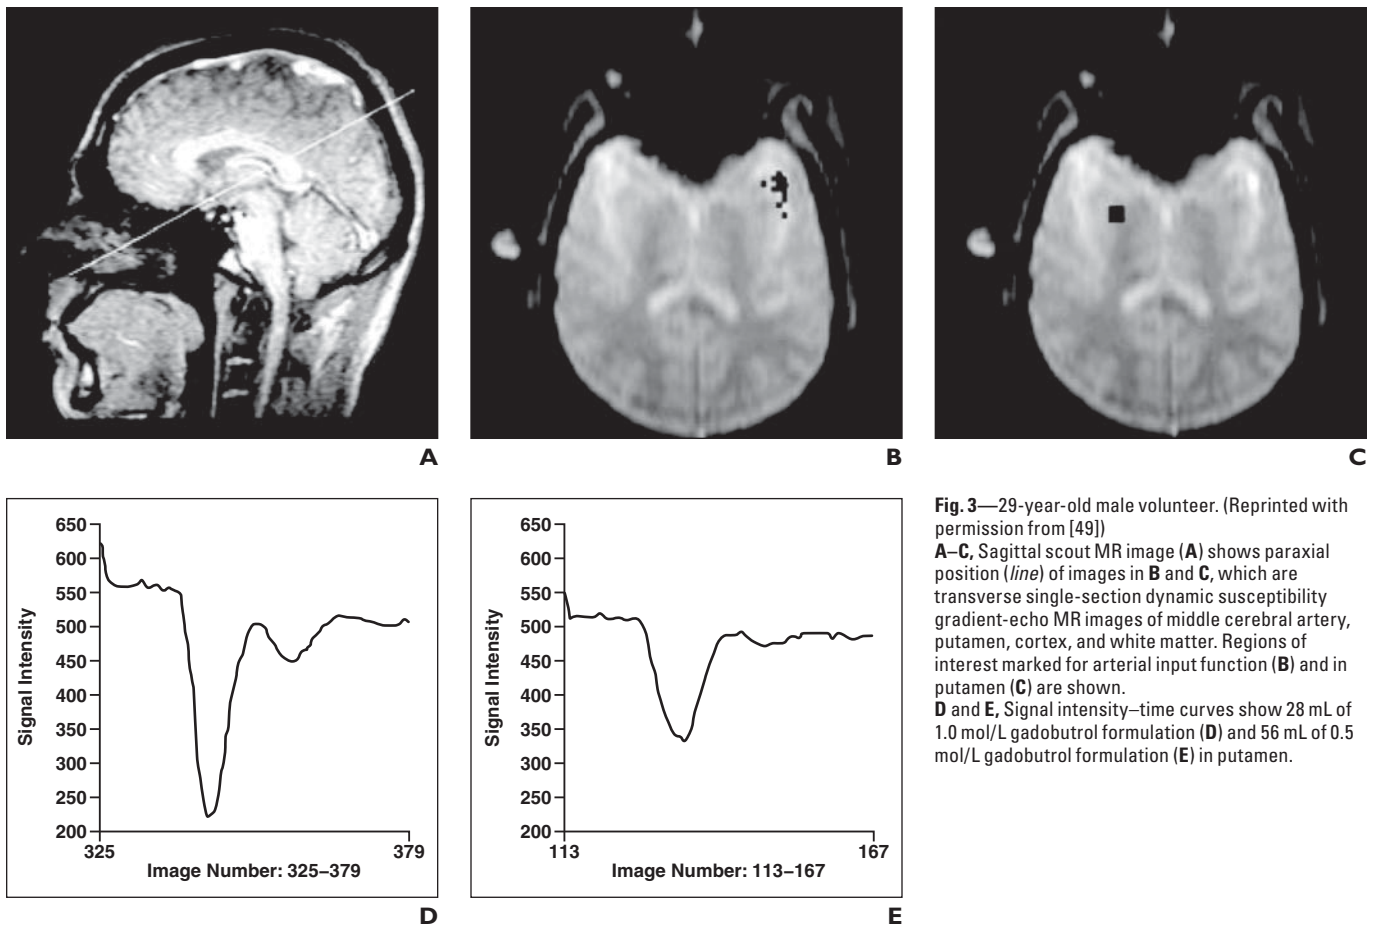 A
B
C
650
600
550
500
450
400
350
300
250
200
Signal Intensity
325
379
Image Number: 325–379
D
650
600
550
500
450
400
350
300
250
200
Signal Intensity
113
167
Image Number: 113–167
E
Fig. 3—29-year-old male volunteer. (Reprinted with
permission from [49])
A–C, Sagittal scout MR image (A) shows paraxial
position (line) of images in B and C, which are
transverse single-section dynamic susceptibility
gradient-echo MR images of middle cerebral artery,
putamen, cortex, and white matter. Regions of
interest marked for arterial input function (B) and in
putamen (C) are shown.
D and E, Signal intensity–time curves show 28 mL of
1.0 mol/L gadobutrol formulation (D) and 56 mL of 0.5
mol/L gadobutrol formulation (E) in putamen.